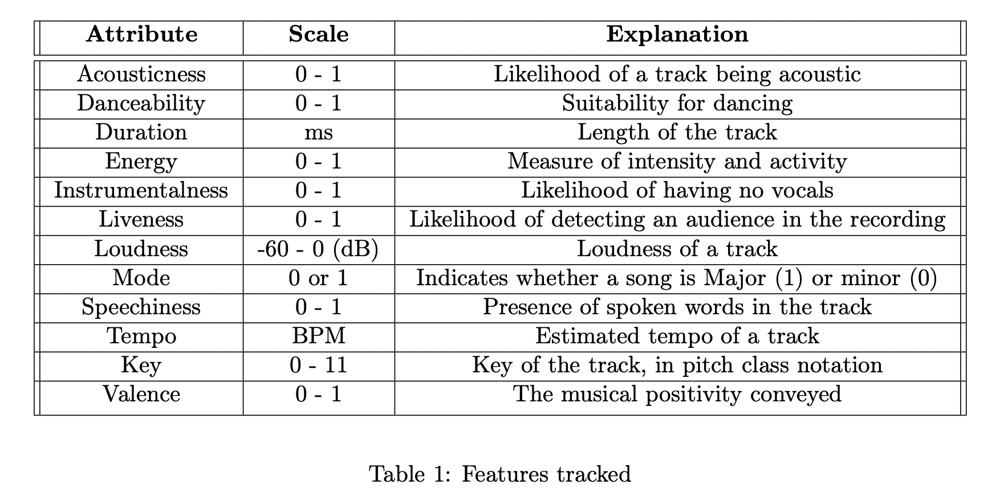 Attribute Scale Explanation
Acousticness 0 - 1 Likelihood of a track being acoustic
Danceability 0 - 1 Suitability for dancing
Duration ms Length of the track
Energy 0 - 1 Measure of intensity and activity
Instrumentalness 0 - 1 Likelihood of having no vocals
Liveness 0 - 1 Likelihood of detecting an audience in the recording
Loudness -60 - 0 (dB) Loudness of a track
Mode 0 or 1 Indicates whether a song is Major (1) or minor (0)
Speechiness 0 - 1 Presence of spoken words in the track
Tempo BPM Estimated tempo of a track
Key 0 - 11 Key of the track, in pitch class notation
Valence 0 - 1 The musical positivity conveyed
Table 1: Features tracked